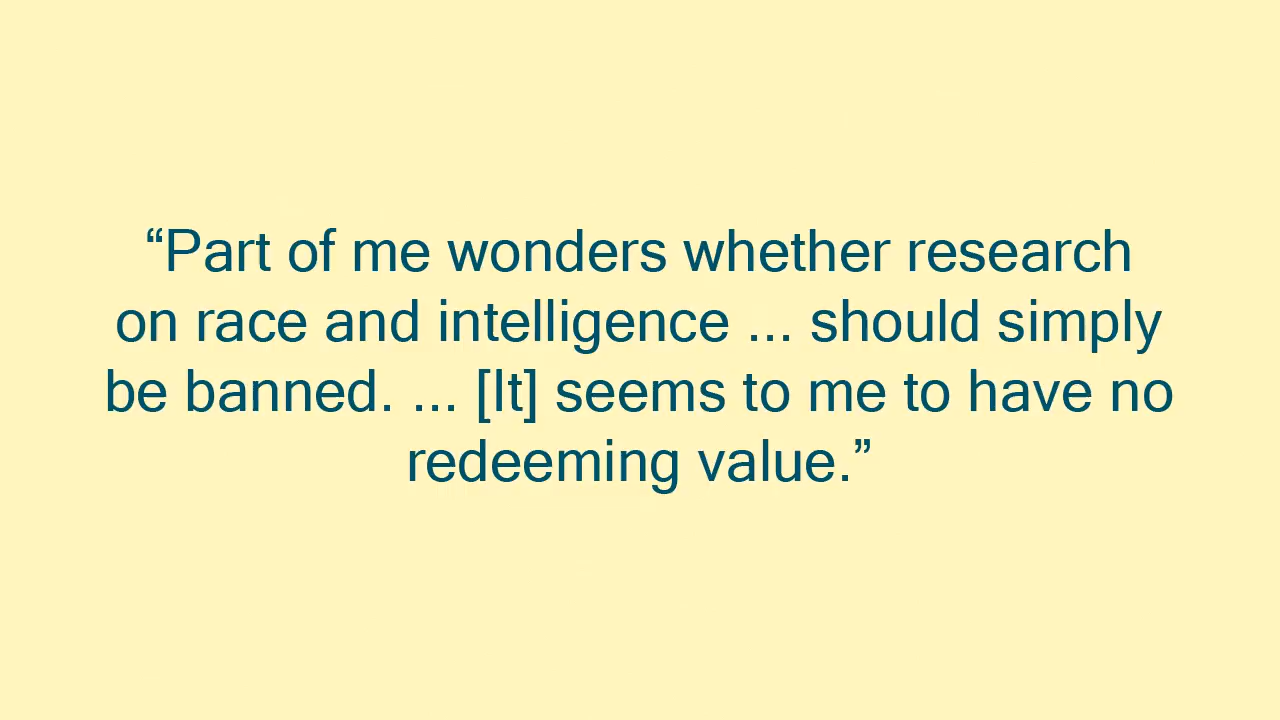 “Part of me wonders whether research
on race and intelligence ... should simply
be banned. ... [It] seems to me to have no
redeeming value.”